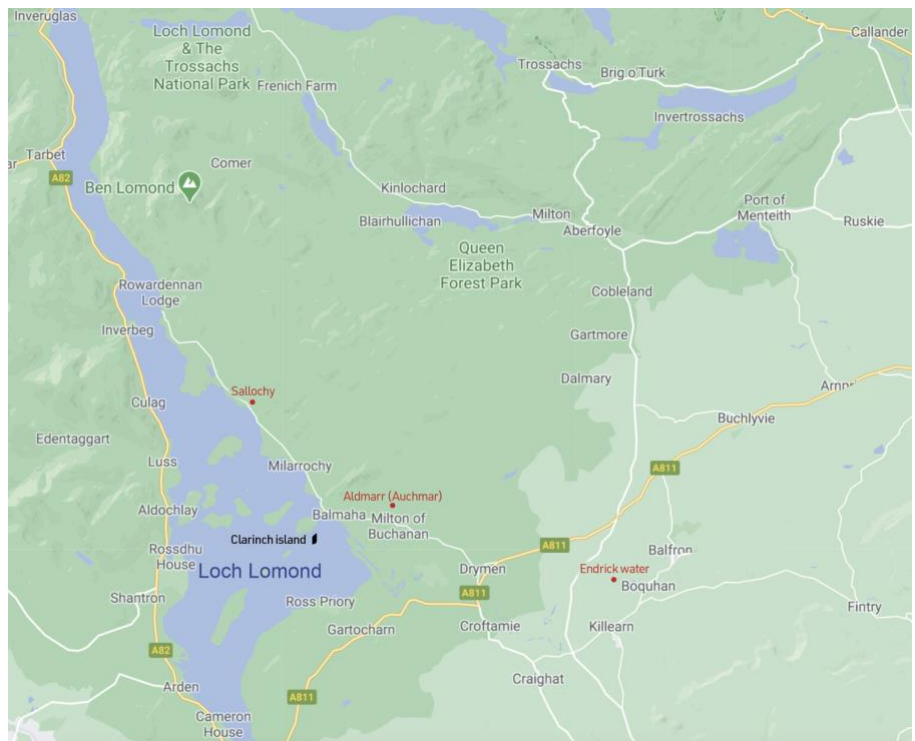 Inveruglas
Loch Lomond
& The
Trossachs
National Park
Callander
Trossachs
Brig o'Turk
Frenich Farm
Invertrossachs
Tarbet
ar
A82
Comer
Ben Lomond
Kinlochard
Port of
Menteith
Blairhullichan
Milton
Ruskie
Aberfoyle
Queen
Elizabeth
Forest Park
Rowardennan
Lodge
Cobleland
Inverbeg
Gartmore
Dalmary
Sallochy
Culag
Buchlyvie
Edentaggart
Luss
Milarrochy
A811
Aldmarr (Auchmar)
Aldochlay
Balmaha
Milton of
Buchanan
Clarinch island
A811
Rossdhu
House
Balfron
Loch Lomond
Drymen
Endrick water
Boquhan
A811
Shantron
Ross Priory
Fintry
Gartocharn
Croftamie
Killearn
A82
Craighat
Arden
A811
Cameron
House